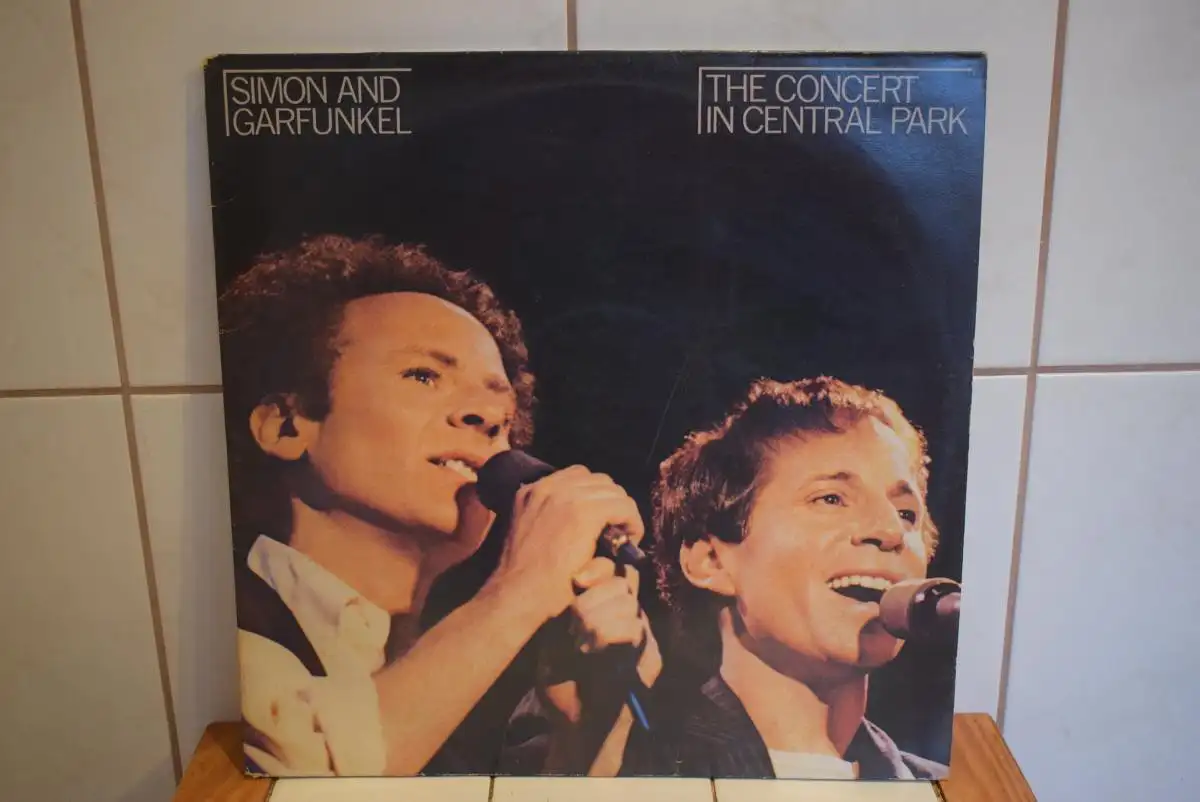 SIMON AND
GARFUNKEL
THE CONCERT
IN CENTRAL PARK